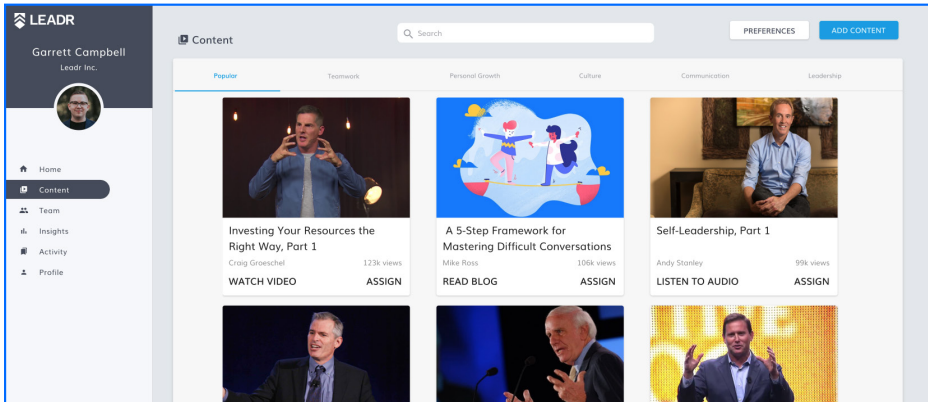 LEADR
Garrett Campbell
Leadr Inc.
Home
Content
Team
Insights
Activity
Profile
Content
Search
PREFERENCES
ADD CONTENT
Popular
Teamwork
Personal Growth
Culture
Communication
Leadership
Investing Your Resources the
Right Way, Part 1
Craig Groeschel
123k views
WATCH VIDEO
ASSIGN
A 5-Step Framework for
Mastering Difficult Conversations
Mike Ross
106k views
READ BLOG
ASSIGN
Self-Leadership, Part 1
Andy Stanley
99k views
LISTEN TO AUDIO
ASSIGN